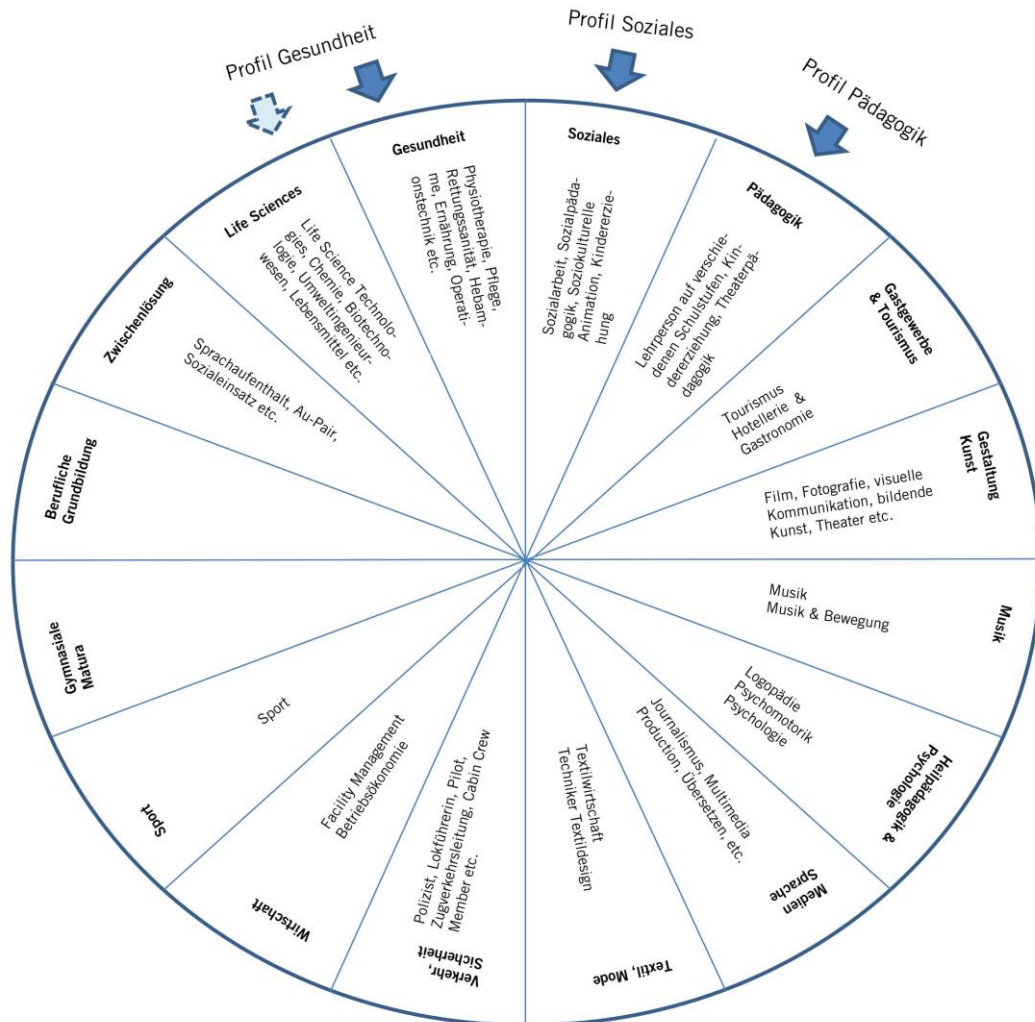 Profil Gesundheit
Profil Soziales
Profil Pädagogik
Gesundheit
Physiotherapie, Pflege,
Rettungssanität, Hebam-
me, Ernährung, Operati-
onstechnik etc.
Soziales
Sozialarbeit, Sozialpäda-
gogik, Soziokulturelle
Animation, Kindererzie-
hung
Pädagogik
Lehrperson auf verschie-
denen Schulstufen, Kin-
dererziehung, Theaterpä-
dagogik
Gastgewerbe
& Tourismus
Tourismus
Hotellerie &
Gastronomie
Gestaltung
Kunst
Film, Fotografie, visuelle
Kommunikation, bildende
Kunst, Theater etc.
Musik
Musik
Musik & Bewegung
Heilpädagogik &
Psychologie
Logopädie
Psychomotorik
Psychologie
Medien
Sprache
Journalismus, Multimedia
Production, Übersetzen, etc.
Textil, Mode
Textilwirtschaft
Techniker Textildesign
Verkehr,
Sicherheit
Polizist, Lokführerin, Pilot,
Zugverkehrsleitung, Cabin Crew
Member etc.
Wirtschaft
Facility Management
Betriebsökonomie
Sport
Sport
Gymnasiale
Matura
Berufliche
Grundbildung
Zwischenlösung
Sprachaufenthalt, Au-Pair,
Sozialeinsatz etc.
Life Sciences
Life Science Technolo-
gies, Chemie, Biotechno-
logie, Umweltingenieur-
wesen, Lebensmittel etc.